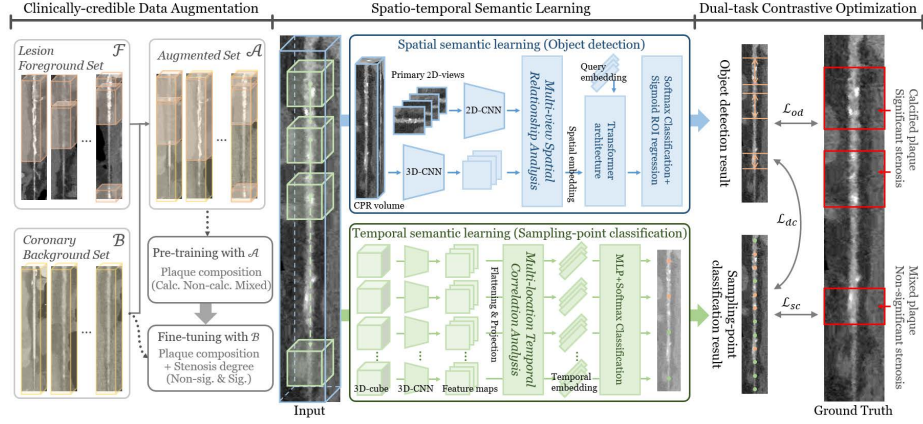 Clinically-credible Data Augmentation
Spatio-temporal Semantic Learning
Dual-task Contrastive Optimization
Lesion
Foreground Set
F
Augmented Set A
Coronary
Background Set
B
...
...
...
Pre-training with A
Plaque composition
(Calc. Non-calc. Mixed)
Fine-tuning with B
Plaque composition
+ Stenosis degree
(Non-sig. & Sig.)
Input
Spatial semantic learning (Object detection)
Primary 2D-views
2D-CNN
3D-CNN
CPR volume
Multi-view Spatial
Relationship Analysis
Spatial embedding
Query
embedding
Transformer
architecture
Softmax Classification+
Sigmoid ROI regression
Temporal semantic learning (Sampling-point classification)
3D-cube
3D-CNN
Feature maps
Flattening & Projection
Multi-location Temporal
Correlation Analysis
Temporal
embedding
MLP+Softmax Classification
Object detection result
Sampling-point
classification result
L_od
L_dc
L_sc
Calcified plaque
Significant stenosis
Mixed plaque
Non-significant stenosis
Ground Truth